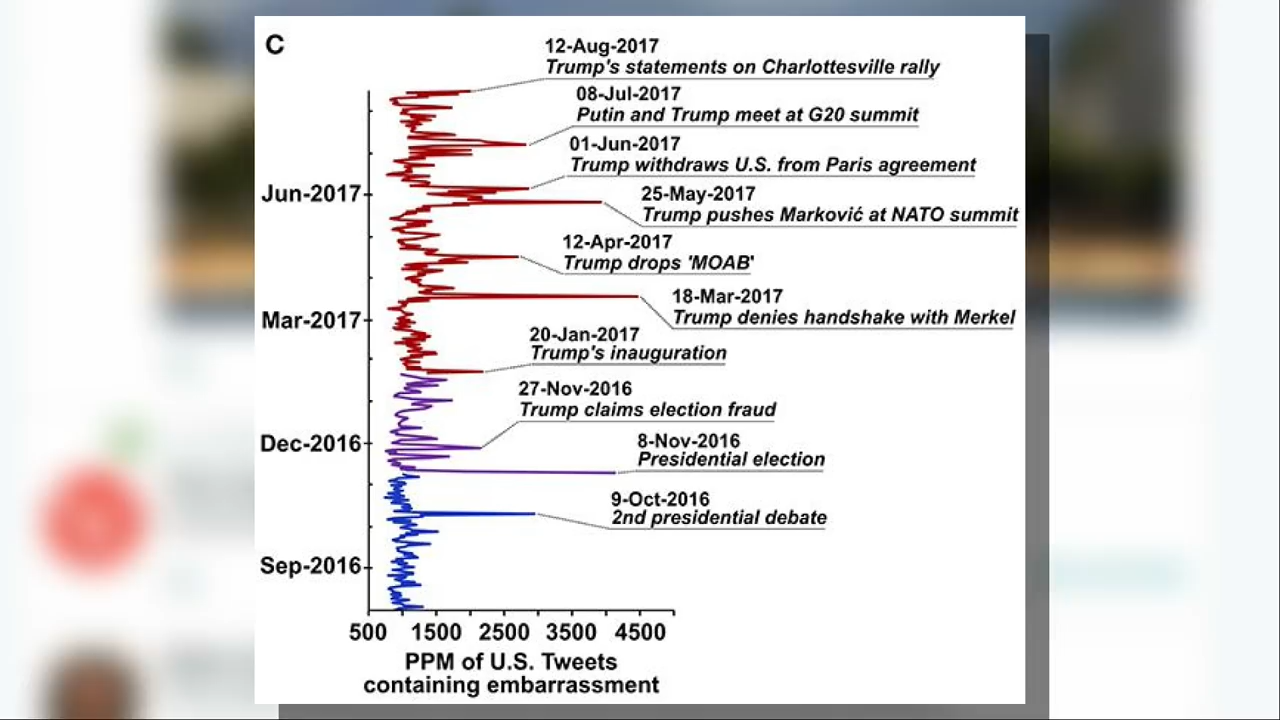 C
12-Aug-2017
Trump's statements on Charlottesville rally
08-Jul-2017
Putin and Trump meet at G20 summit
01-Jun-2017
Trump withdraws U.S. from Paris agreement
Jun-2017
25-May-2017
Trump pushes Marković at NATO summit
12-Apr-2017
Trump drops 'MOAB'
18-Mar-2017
Trump denies handshake with Merkel
Mar-2017
20-Jan-2017
Trump's inauguration
27-Nov-2016
Trump claims election fraud
Dec-2016
8-Nov-2016
Presidential election
9-Oct-2016
2nd presidential debate
Sep-2016
500 1500 2500 3500 4500
PPM of U.S. Tweets
containing embarrassment